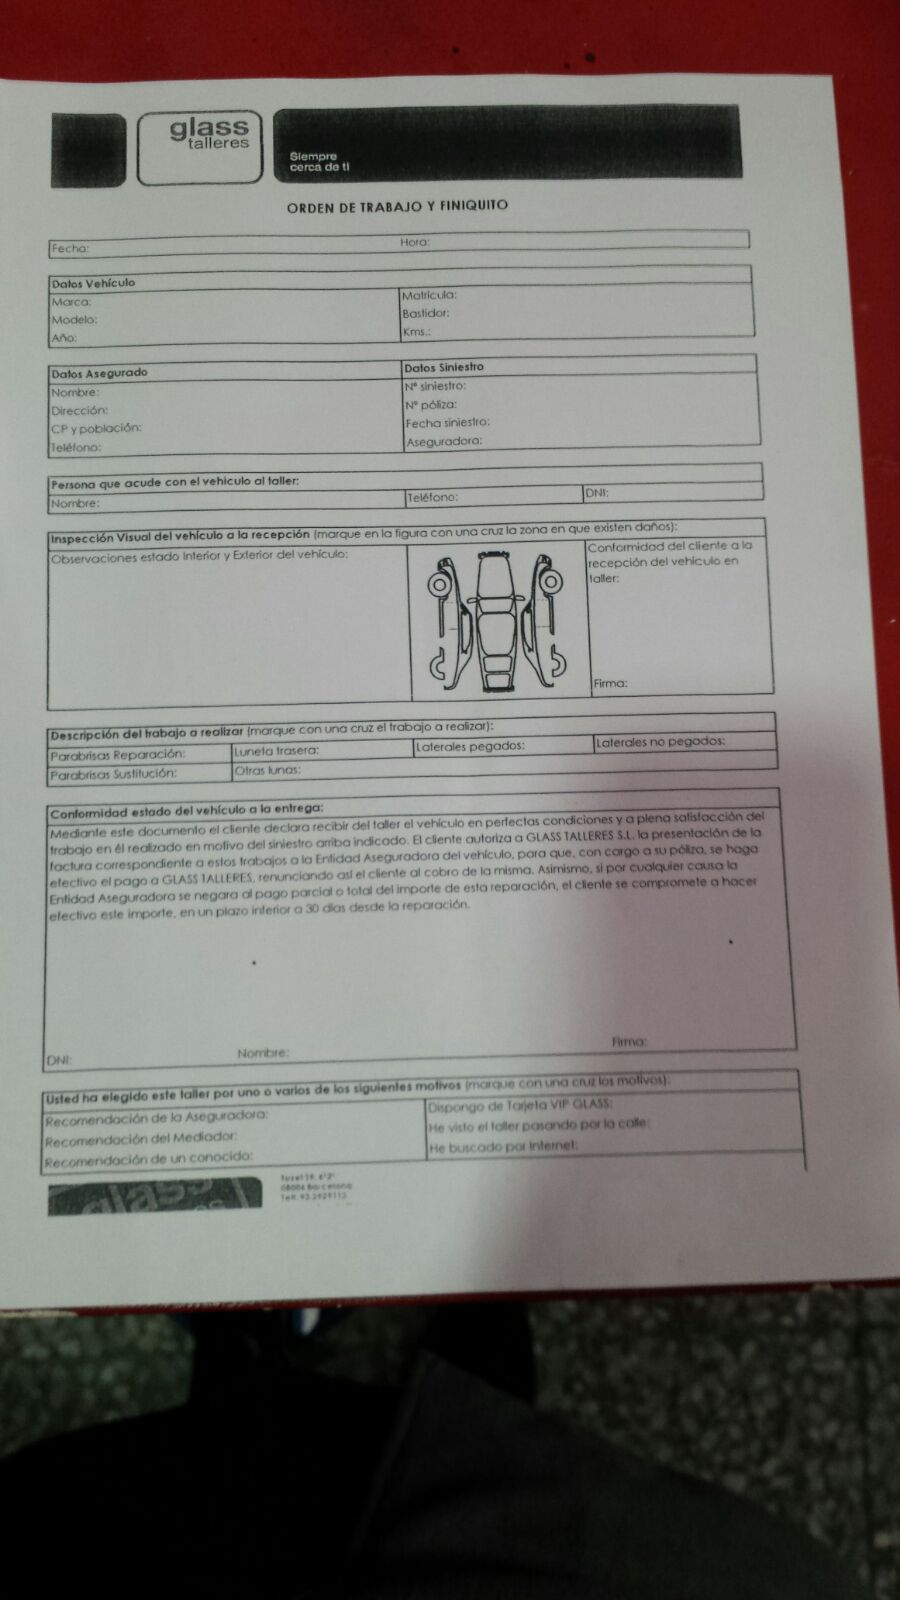 glass
talleres
Siempre
cerca de ti
ORDEN DE TRABAJO Y FINIQUITO
Fecha: Hora:
Datos Vehículo
Marca: Matrícula:
Modelo: Bastidor:
Año: Kms.:
Datos Asegurado Datos Siniestro
Nombre: Nº siniestro:
Dirección: Nº póliza:
CP y población: Fecha siniestro:
Teléfono: Aseguradora:
Persona que acude con el vehiculo al taller:
Nombre: Teléfono: DNI:
Inspección Visual del vehículo a la recepción (marque en la figura con una cruz la zona en que existen daños):
Observaciones estado Interior y Exterior del vehículo:
Conformidad del cliente a la
recepción del vehículo en
taller:
Firma:
Descripción del trabajo a realizar (marque con una cruz el trabajo a realizar):
Parabrisas Reparación: Luneta trasera: Laterales pegados: Laterales no pegados:
Parabrisas Sustitución: Otras lunas:
Conformidad estado del vehículo a la entrega:
Mediante este documento el cliente declara recibir del taller el vehículo en perfectas condiciones y a plena satisfacción del
trabajo en él realizado en motivo del siniestro arriba indicado. El cliente autoriza a GLASS TALLERES S.L. la presentación de la
factura correspondiente a estos trabajos a la Entidad Aseguradora del vehículo, para que, con cargo a su póliza, se haga
efectivo el pago a GLASS TALLERES, renunciando así el cliente al cobro de la misma. Asimismo, si por cualquier causa la
Entidad Aseguradora se negara al pago parcial o total del importe de esta reparación, el cliente se compromete a hacer
efectivo este importe, en un plazo inferior a 30 días desde la reparación.
DNI: Nombre: Firma:
Usted ha elegido este taller por uno o varios de los siguientes motivos (marque con una cruz los motivos):
Recomendación de la Aseguradora: Dispongo de Tarjeta VIP GLASS:
Recomendación del Mediador: He visto el taller pasando por la calle:
Recomendación de un conocido: He buscado por Internet:
glass
08006 Barcelona